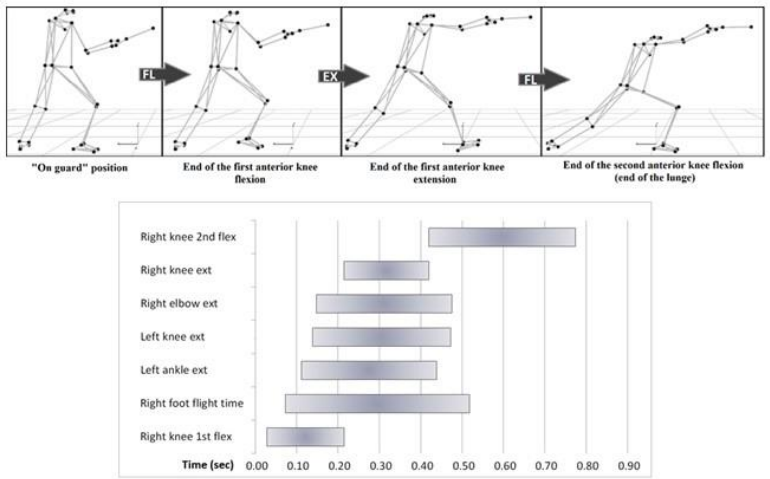 FL
EX
FL
"On guard" position
End of the first anterior knee
flexion
End of the first anterior knee
extension
End of the second anterior knee flexion
(end of the lunge)
Right knee 2nd flex
Right knee ext
Right elbow ext
Left knee ext
Left ankle ext
Right foot flight time
Right knee 1st flex
Time (sec) 0.00 0.10 0.20 0.30 0.40 0.50 0.60 0.70 0.80 0.90